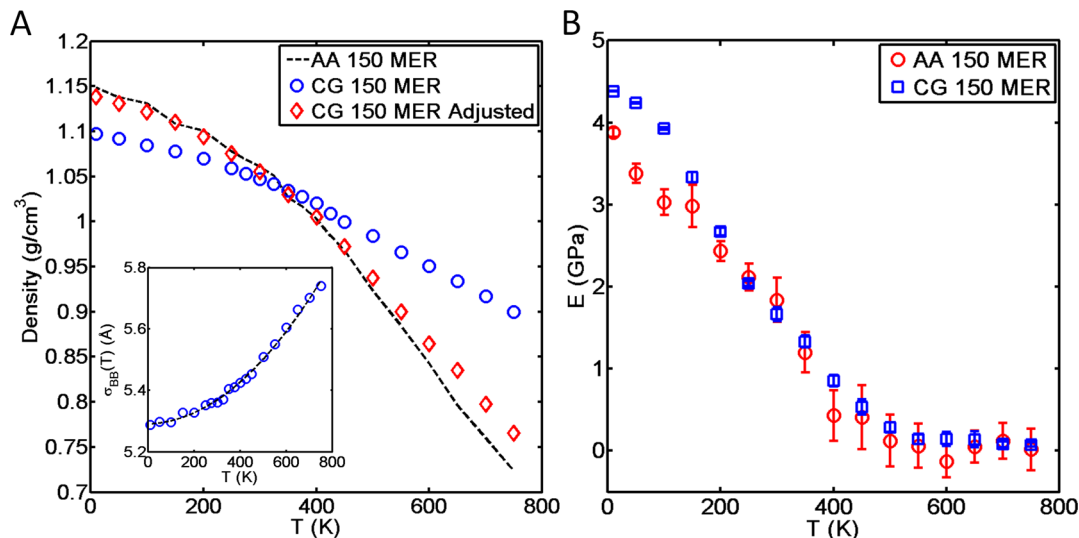 A
1.2
1.15
1.1
1.05
1
0.95
0.9
0.85
0.8
0.75
0.7
Density (g/cm³)
0 200 400 600 800
T (K)
AA 150 MER
CG 150 MER
CG 150 MER Adjusted
5.8
5.6
5.4
5.2
σBB(T) (Å)
0 200 400 600 800
T (K)
B
5
4
3
2
1
0
E (GPa)
0 200 400 600 800
T (K)
AA 150 MER
CG 150 MER